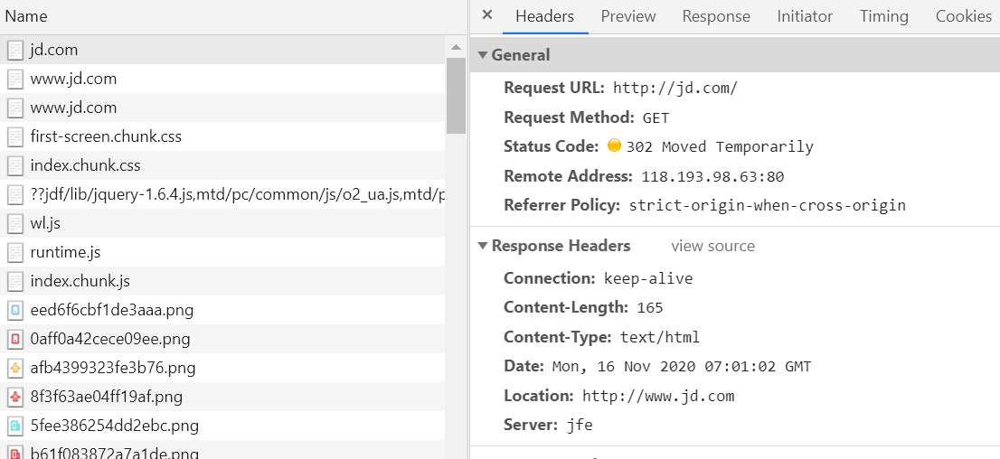 Name
jd.com
www.jd.com
www.jd.com
first-screen.chunk.css
index.chunk.css
??jdf/lib/jquery-1.6.4.js,mtd/pc/common/js/o2_ua.js,mtd/p
wl.js
runtime.js
index.chunk.js
eed6f6cbf1de3aaa.png
0aff0a42cece09ee.png
afb4399323fe3b76.png
8f3f63ae04ff19af.png
5fee386254dd2ebc.png
b61f083872a7a1de.png
× Headers Preview Response Initiator Timing Cookies
General
Request URL: http://jd.com/
Request Method: GET
Status Code: 302 Moved Temporarily
Remote Address: 118.193.98.63:80
Referrer Policy: strict-origin-when-cross-origin
Response Headers view source
Connection: keep-alive
Content-Length: 165
Content-Type: text/html
Date: Mon, 16 Nov 2020 07:01:02 GMT
Location: http://www.jd.com
Server: jfe